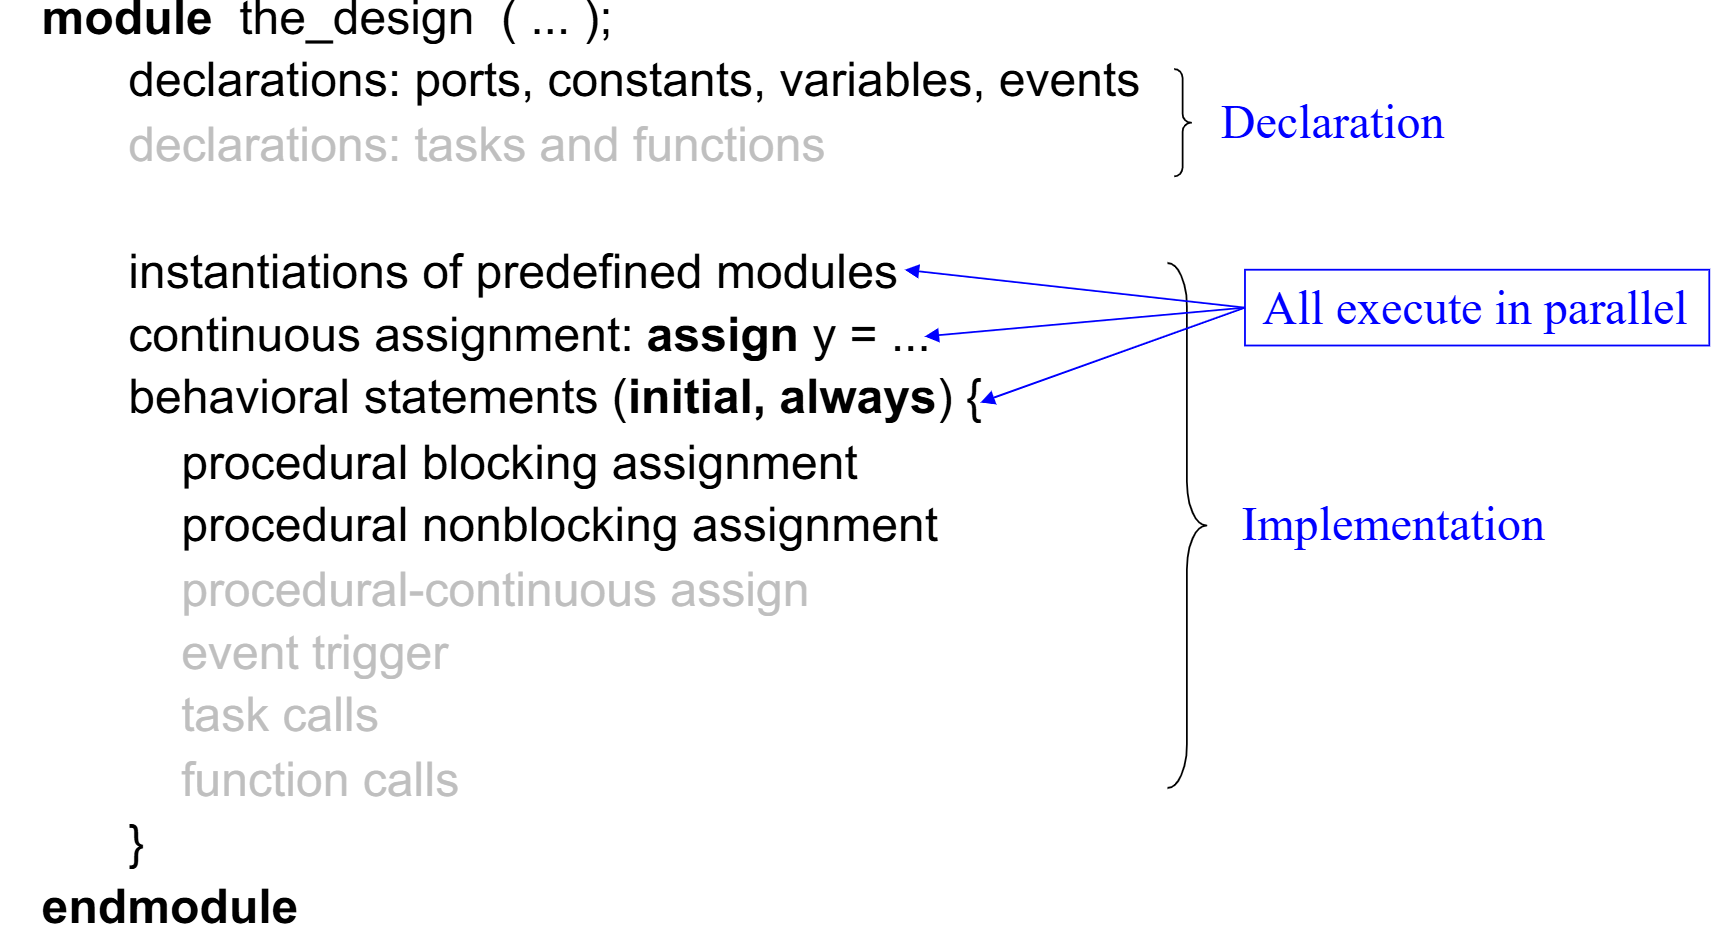 module the_design ( ... );
declarations: ports, constants, variables, events
Declaration
declarations: tasks and functions
instantiations of predefined modules
All execute in parallel
continuous assignment: assign y = ...
behavioral statements (initial, always) {
procedural blocking assignment
procedural nonblocking assignment
Implementation
procedural-continuous assign
event trigger
task calls
function calls
}
endmodule